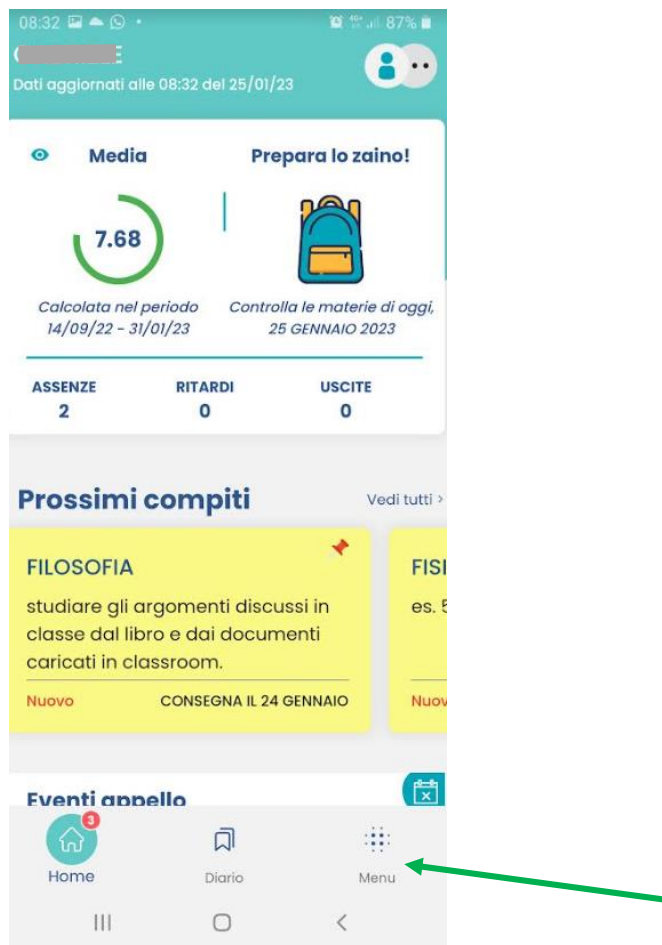 08:32
87%
Dati aggiornati alle 08:32 del 25/01/23
Media
Prepara lo zaino!
7.68
Calcolata nel periodo
14/09/22 - 31/01/23
Controlla le materie di oggi,
25 GENNAIO 2023
ASSENZE
RITARDI
USCITE
2
0
0
Prossimi compiti
Vedi tutti >
FILOSOFIA
studiare gli argomenti discussi in
classe dal libro e dai documenti
caricati in classroom.
Nuovo
CONSEGNA IL 24 GENNAIO
FISI
es. 5
Nuov
Eventi appello
3
Home
Diario
Menu